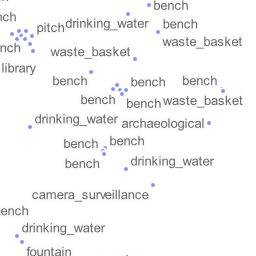 bench
nch
pitch
drinking_water
bench
waste_basket
nch
waste_basket
library
bench
bench
bench
bench
bench
waste_basket
drinking_water
archaeological
bench
bench
bench
drinking_water
camera_surveillance
ench
drinking_water
fountain